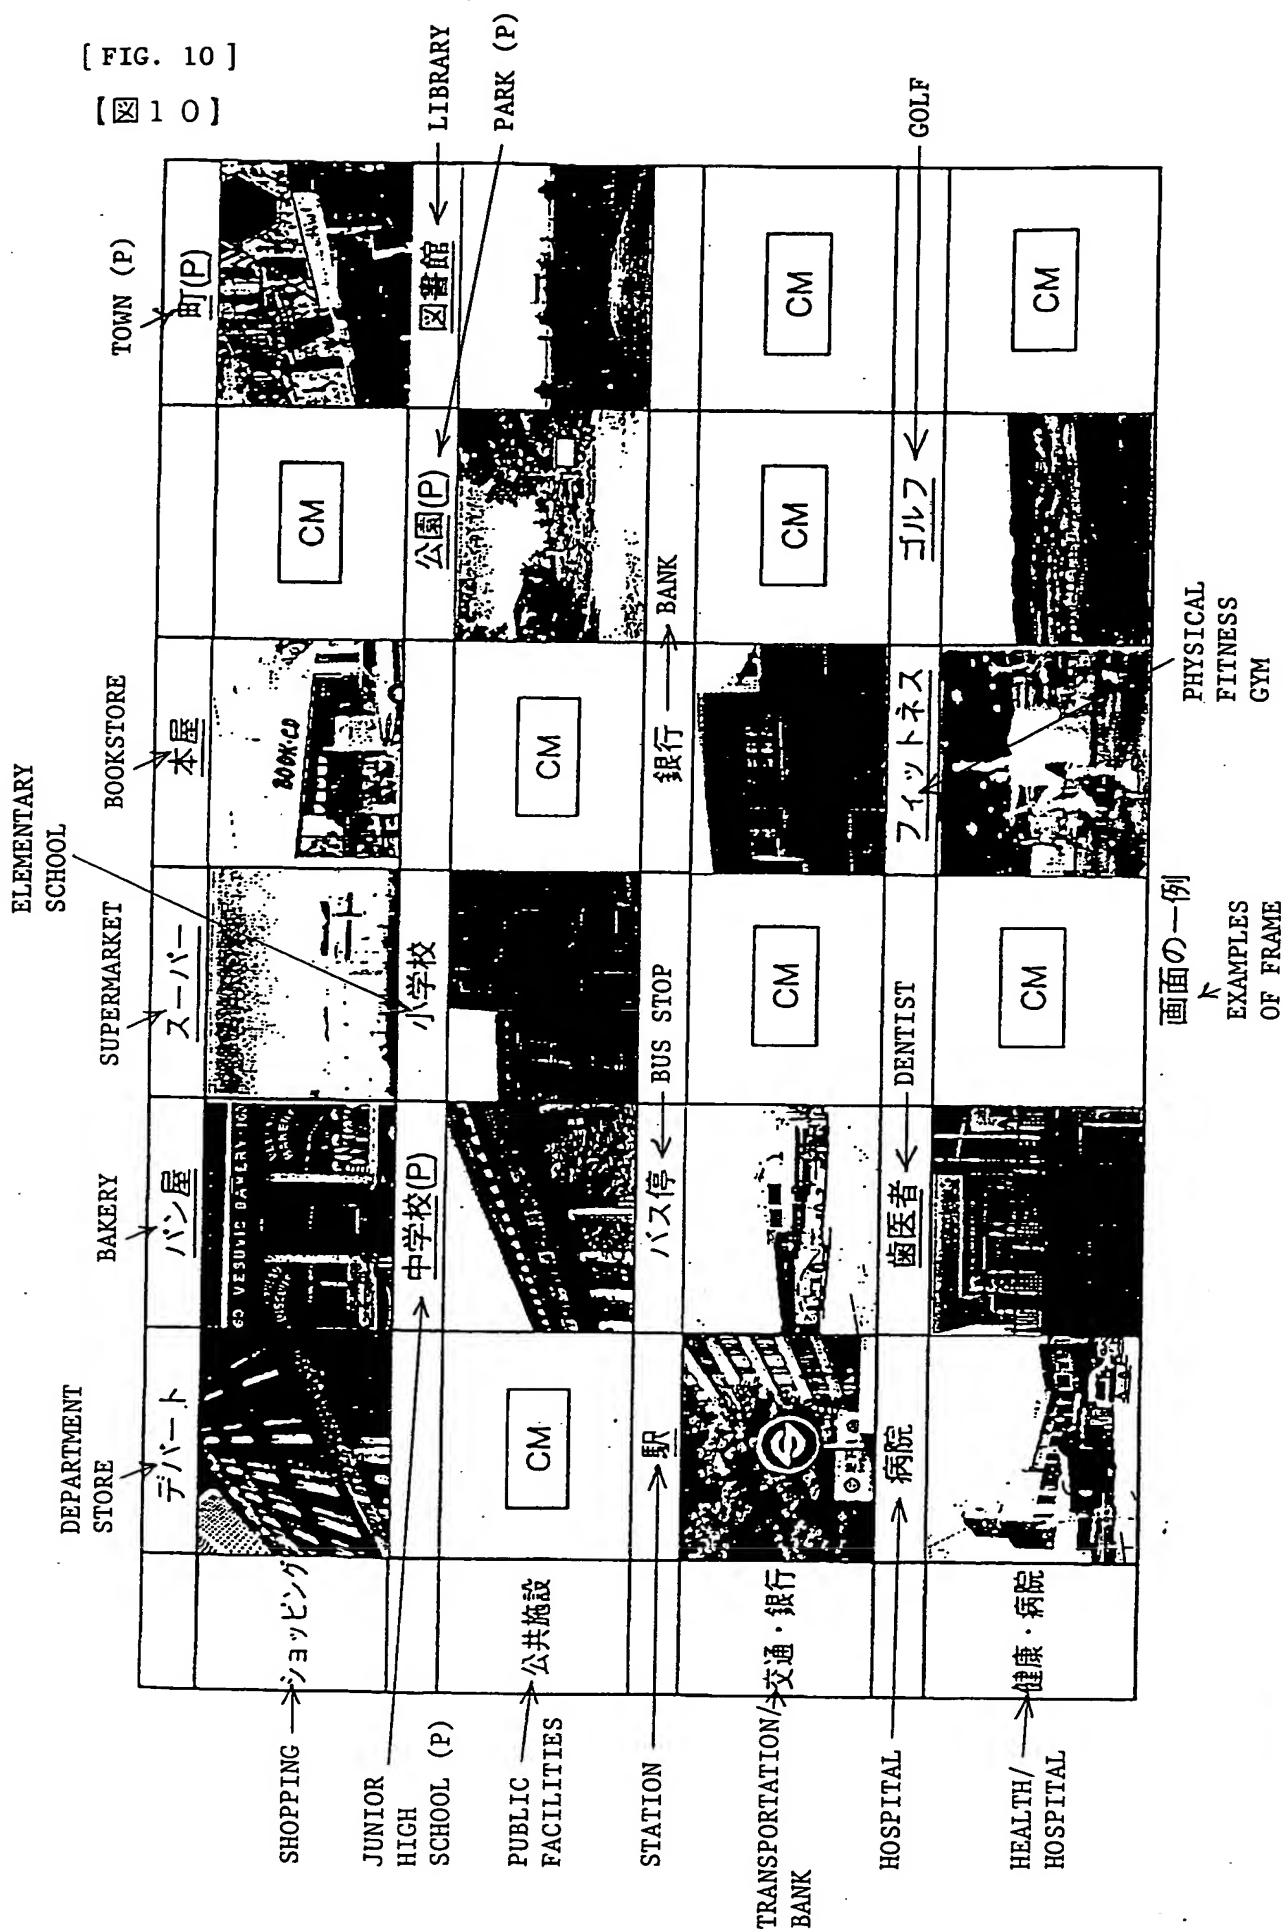 [ FIG. 10 ]
【図１０】
DEPARTMENT
STORE
BAKERY
SUPERMARKET
ELEMENTARY
SCHOOL
BOOKSTORE
TOWN (P)
デパート
パン屋
スーパー
本屋
町(P)
SHOPPING
ショッピング
BOOK・CD
CM
JUNIOR
HIGH
SCHOOL (P)
中学校(P)
小学校
公園(P)
図書館
LIBRARY
PARK (P)
PUBLIC
FACILITIES
公共施設
CM
CM
STATION
駅
バス停
BUS STOP
銀行
BANK
TRANSPORTATION/
BANK
交通・銀行
CM
CM
CM
HOSPITAL
病院
歯医者
DENTIST
フィットネス
ゴルフ
GOLF
HEALTH/
HOSPITAL
健康・病院
CM
CM
PHYSICAL
FITNESS
GYM
画面の一例
EXAMPLES
OF FRAME